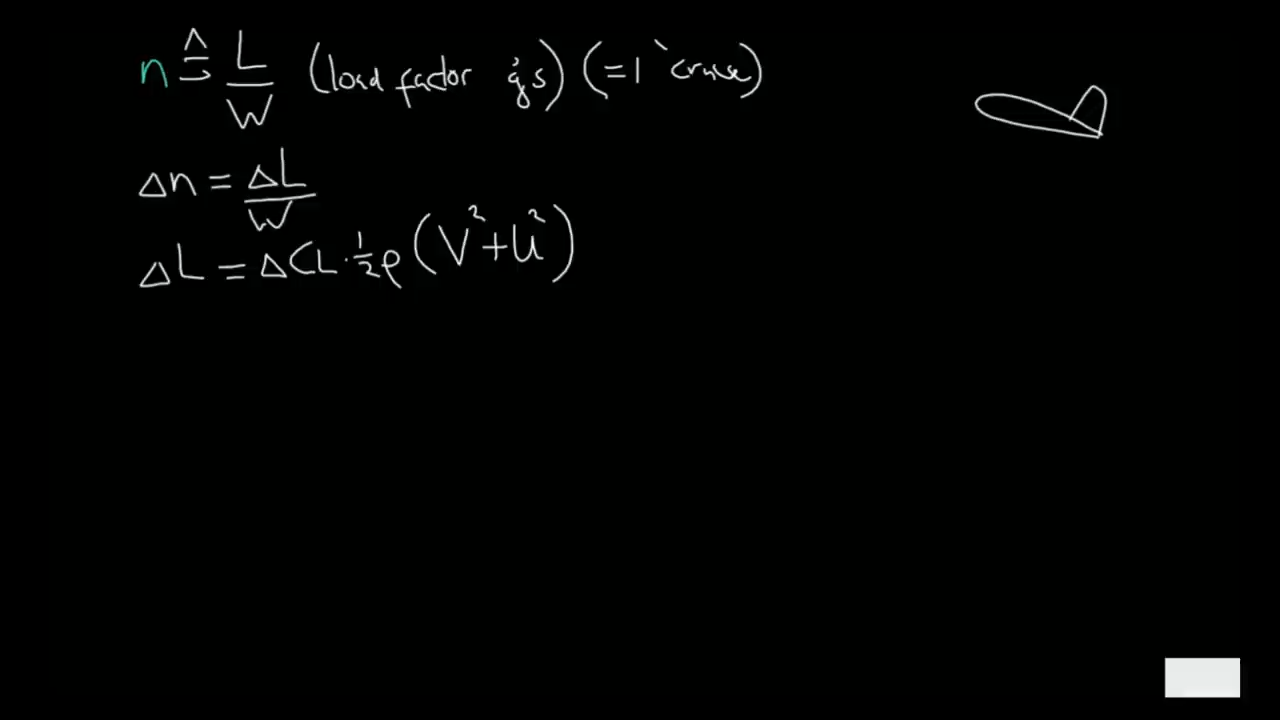 n ≙ L/W (load factor g's) (=1 `cruise)
Δn = ΔL/W
ΔL = ΔCL · ½ρ (V² + U²)